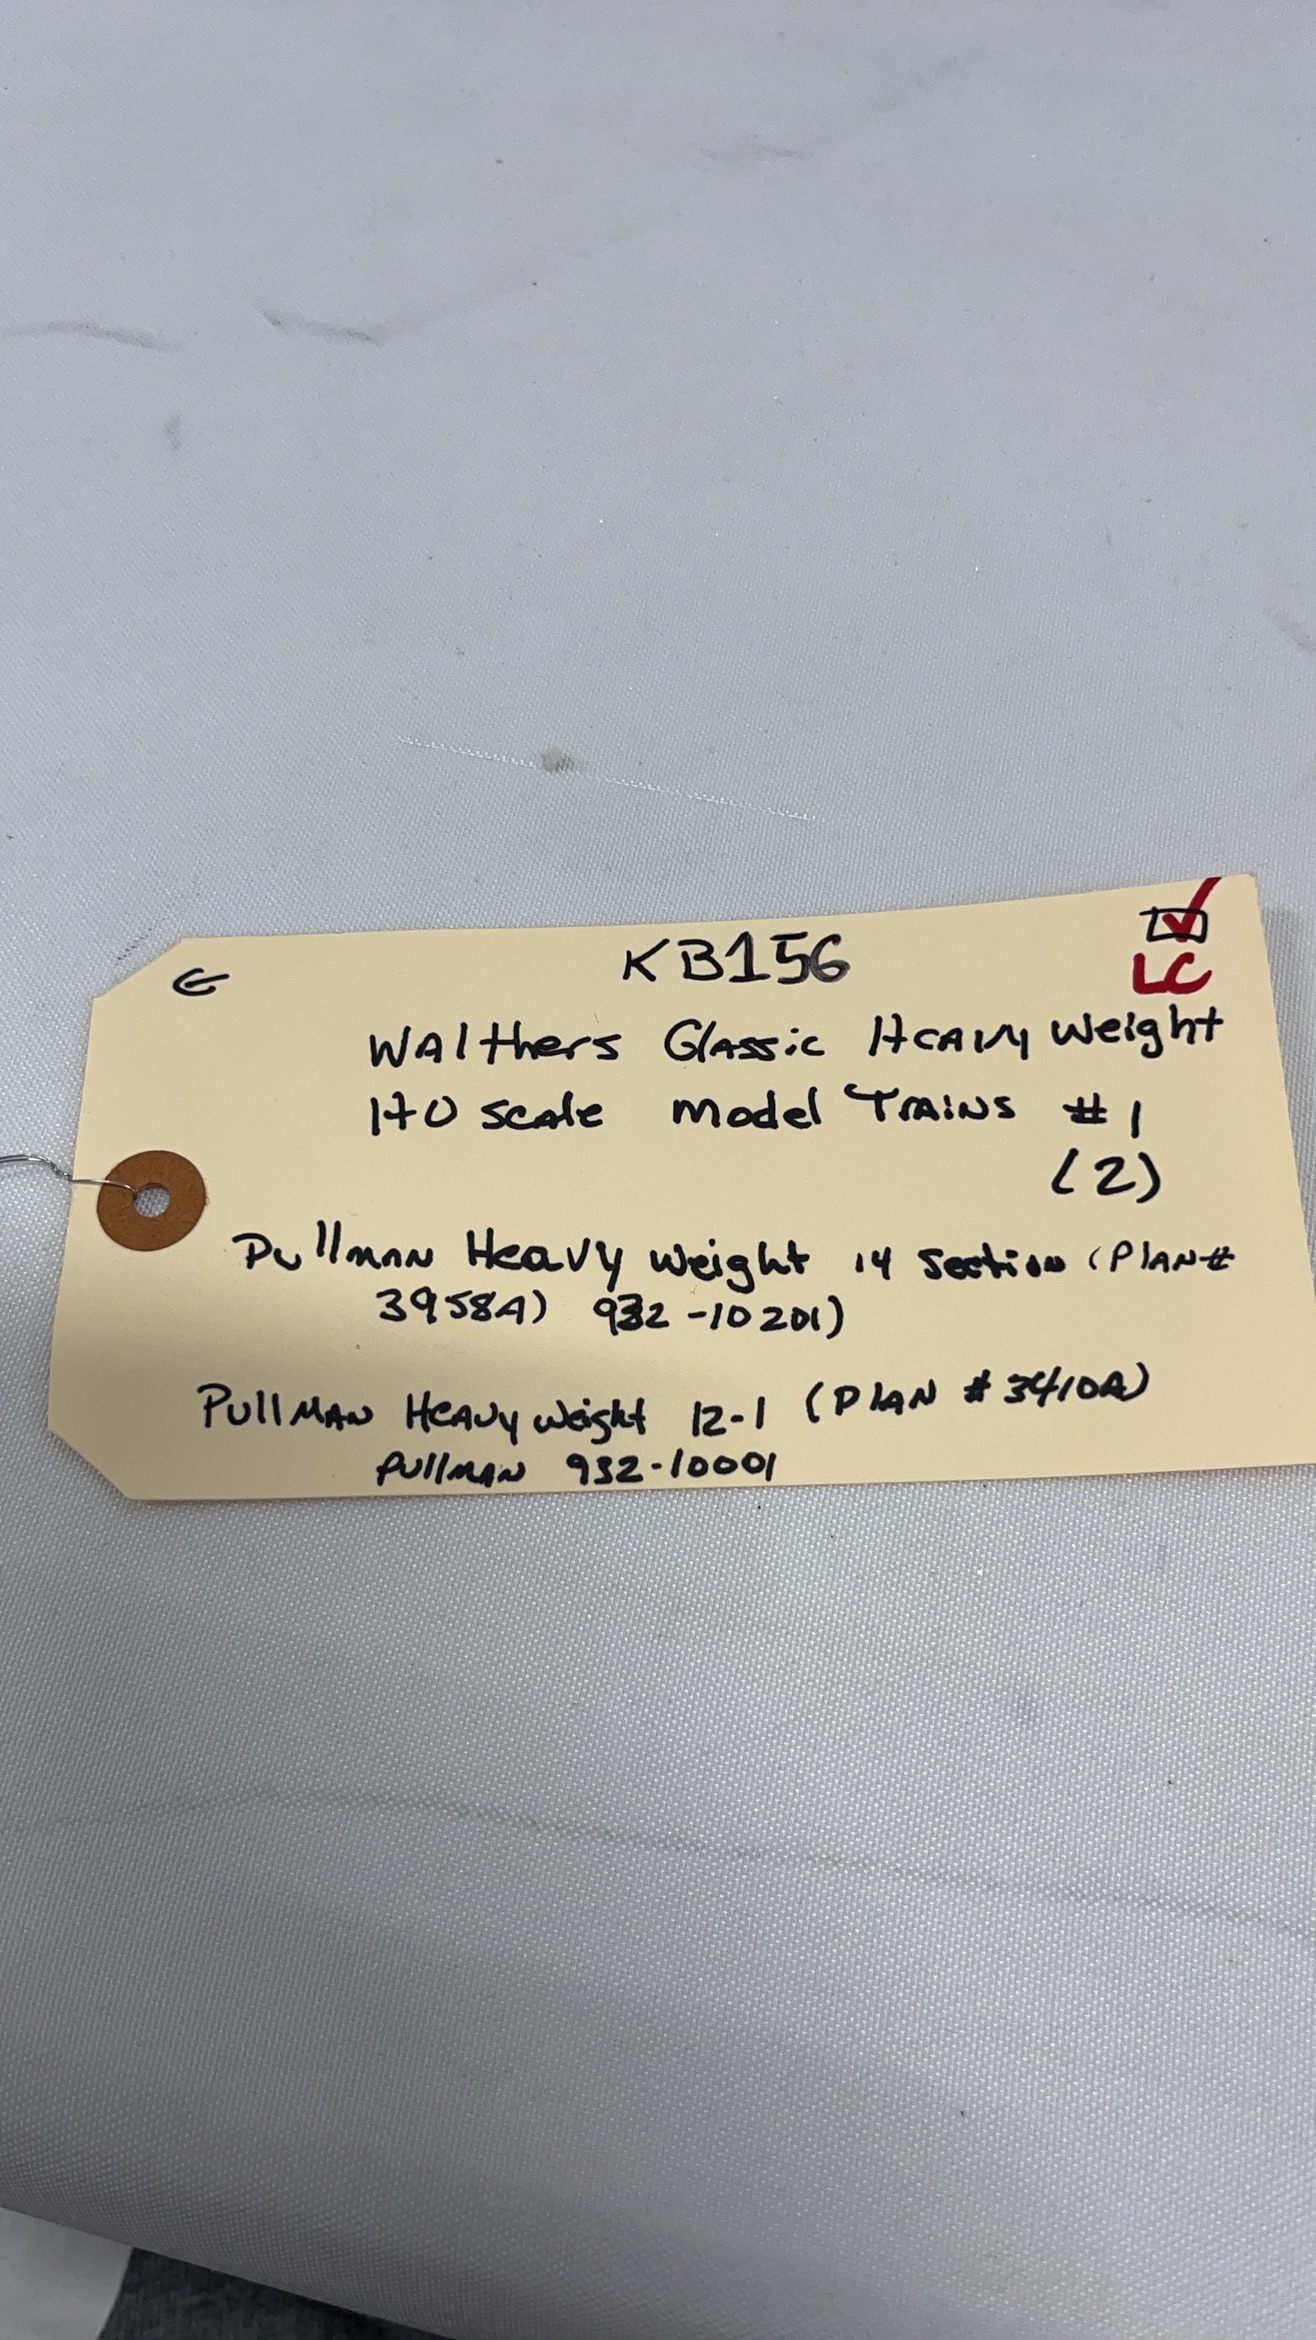 KB156
LC
Walthers Classic Heavy Weight
HO Scale Model Trains #1
(2)
Pullman Heavy Weight 14 Section (Plan#
3958A) 932-10201)
Pullman Heavy Weight 12-1 (Plan #3410A)
Pullman 932-10001